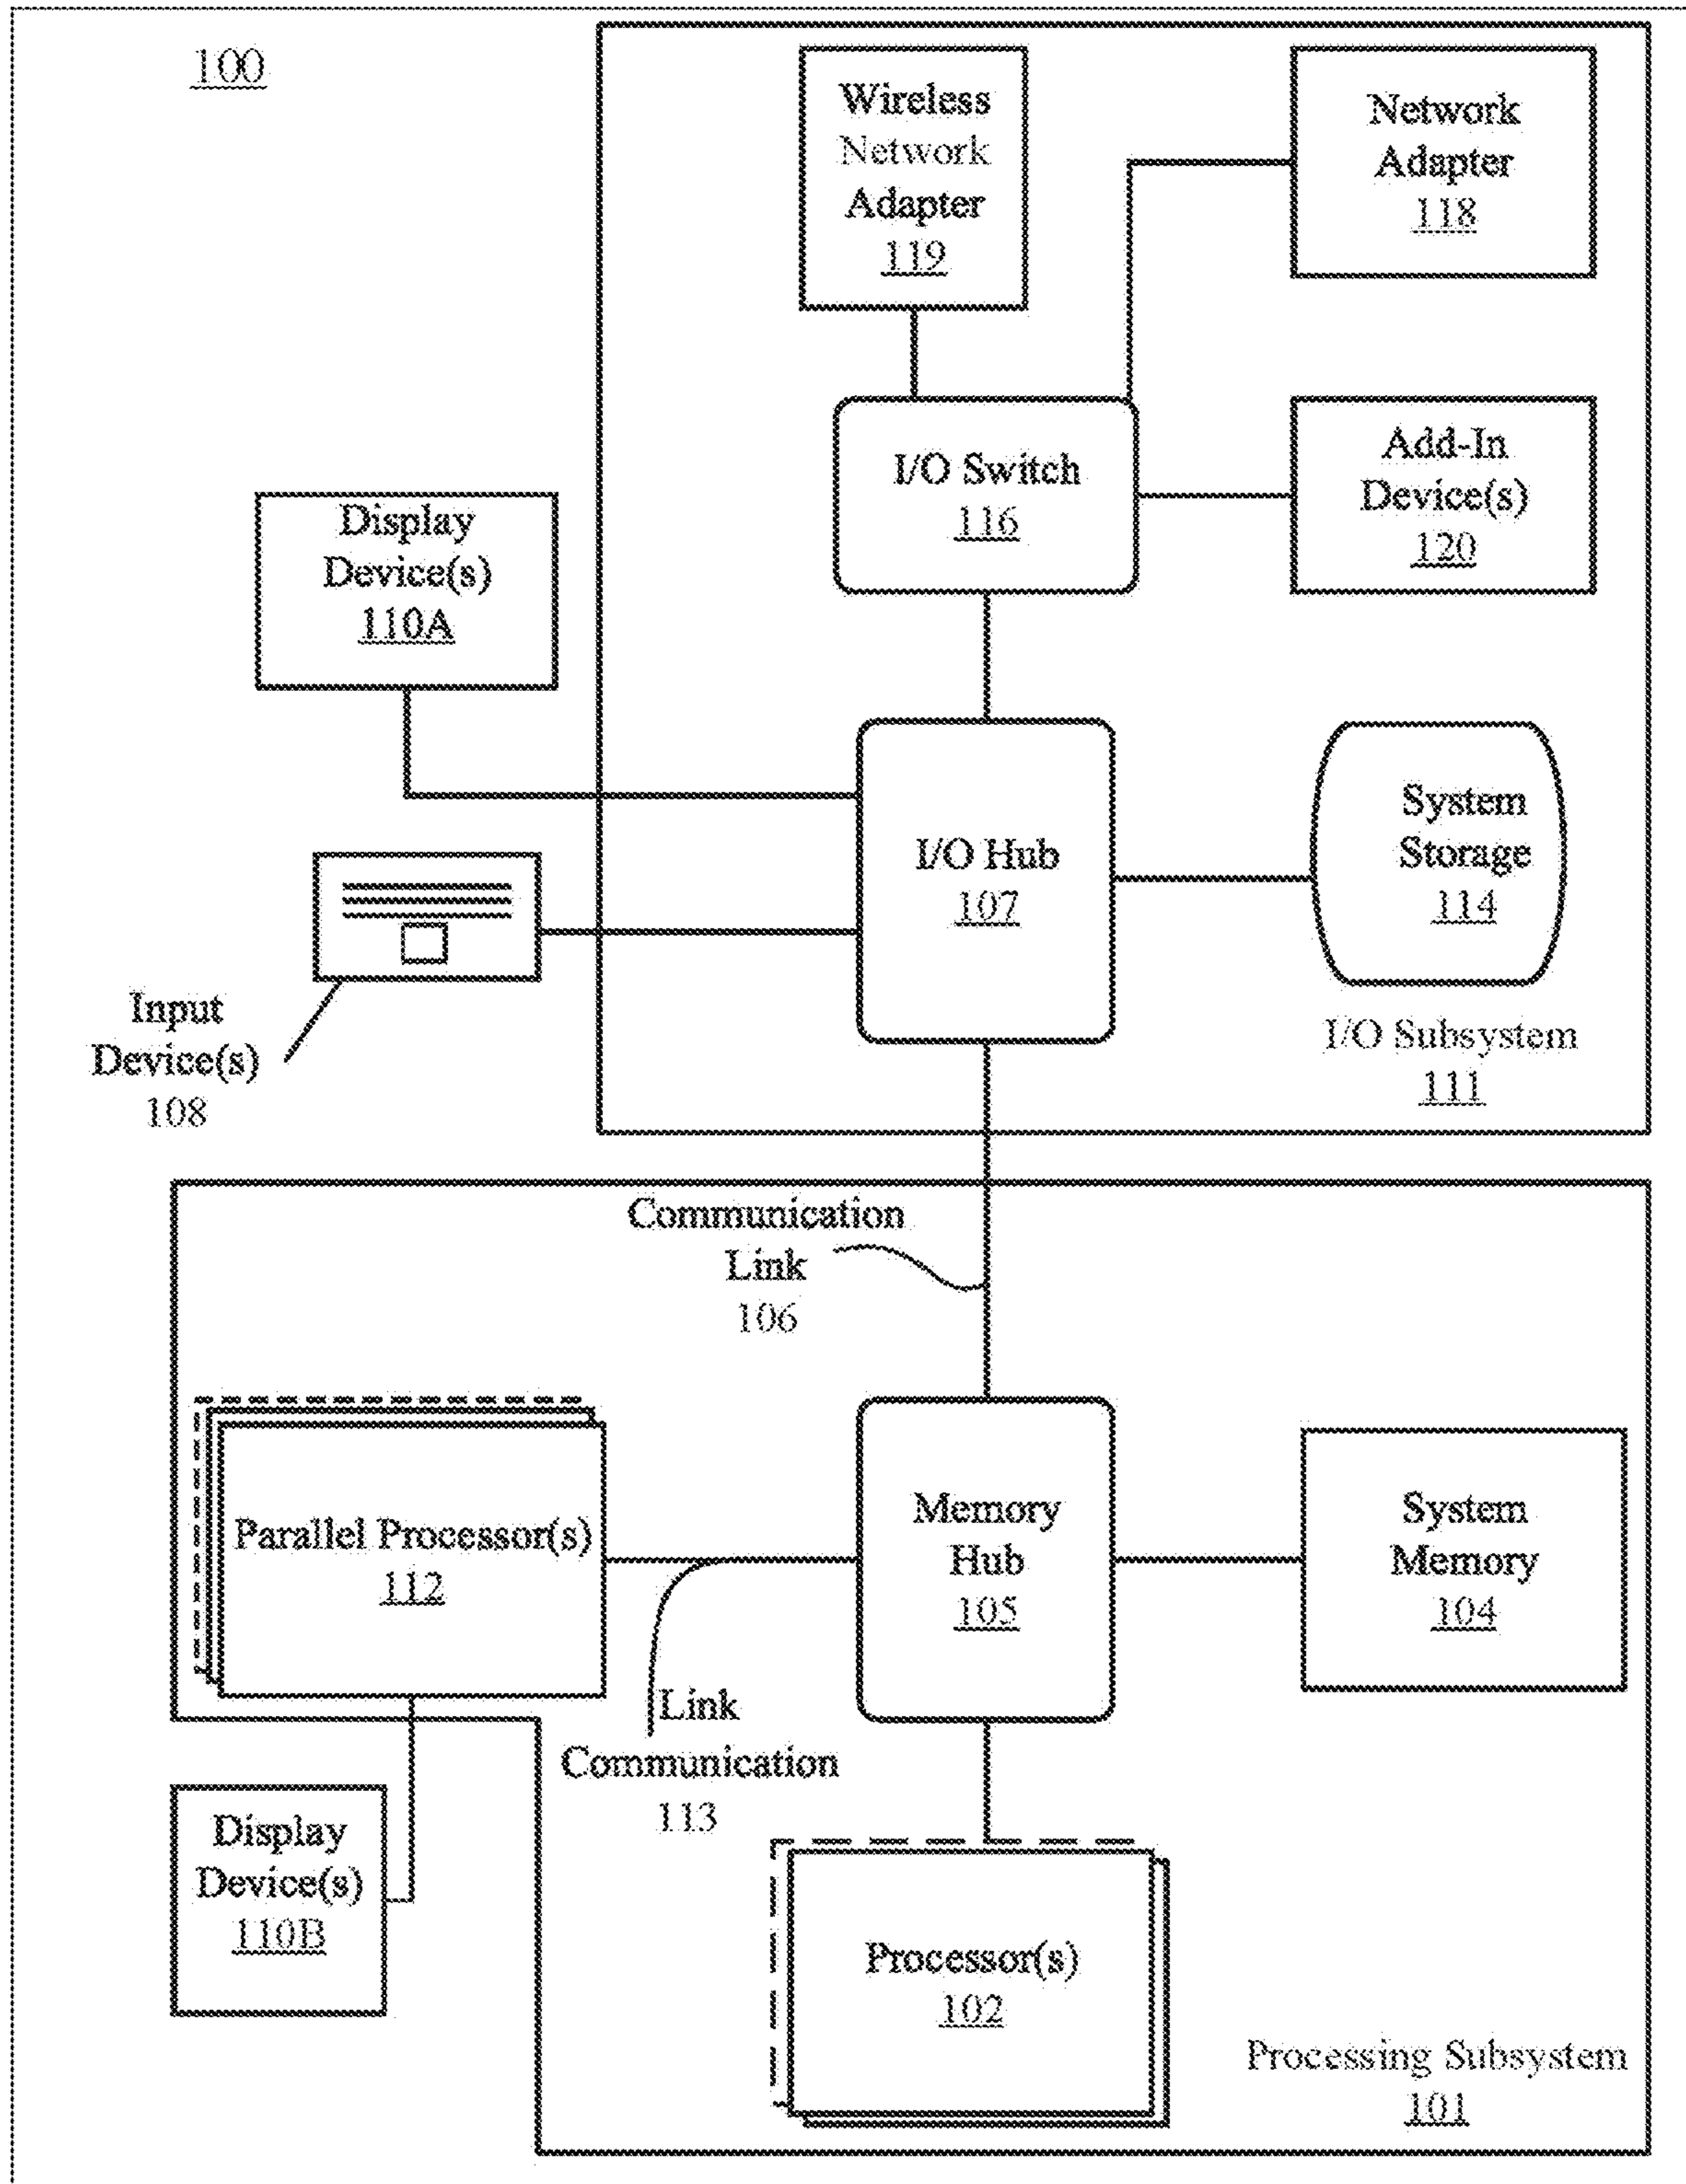 100
Wireless
Network
Adapter
119
Network
Adapter
118
I/O Switch
116
Add-In
Device(s)
120
Display
Device(s)
110A
I/O Hub
107
System
Storage
114
Input
Device(s)
108
I/O Subsystem
111
Communication
Link
106
Parallel Processor(s)
112
Memory
Hub
105
System
Memory
104
Link
Communication
113
Display
Device(s)
110B
Processor(s)
102
Processing Subsystem
101